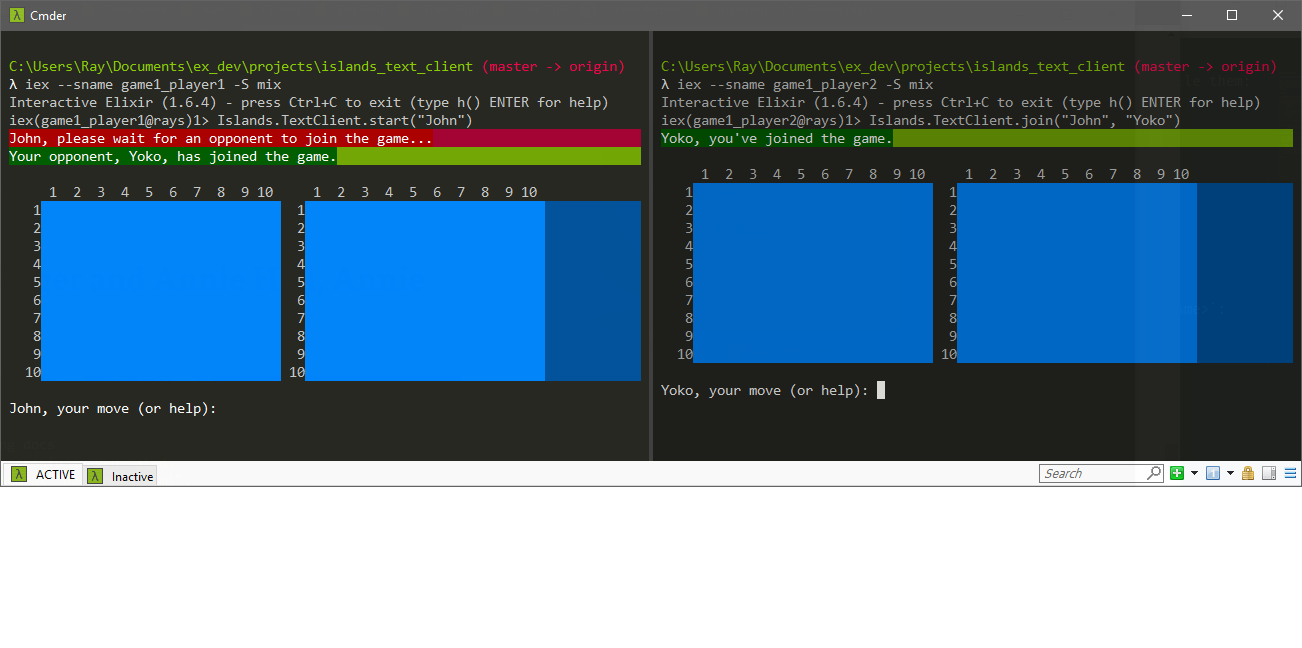 Cmder
C:\Users\Ray\Documents\ex_dev\projects\islands_text_client (master -> origin)
λ iex --sname game1_player1 -S mix
Interactive Elixir (1.6.4) - press Ctrl+C to exit (type h() ENTER for help)
iex(game1_player1@rays)1> Islands.TextClient.start("John")
John, please wait for an opponent to join the game...
Your opponent, Yoko, has joined the game.
1 2 3 4 5 6 7 8 9 10 1 2 3 4 5 6 7 8 9 10
1 1
2 2
3 3
4 4
5 5
6 6
7 7
8 8
9 9
10 10
John, your move (or help):
C:\Users\Ray\Documents\ex_dev\projects\islands_text_client (master -> origin)
λ iex --sname game1_player2 -S mix
Interactive Elixir (1.6.4) - press Ctrl+C to exit (type h() ENTER for help)
iex(game1_player2@rays)1> Islands.TextClient.join("John", "Yoko")
Yoko, you've joined the game.
1 2 3 4 5 6 7 8 9 10 1 2 3 4 5 6 7 8 9 10
1 1
2 2
3 3
4 4
5 5
6 6
7 7
8 8
9 9
10 10
Yoko, your move (or help):
λ ACTIVE λ Inactive Search